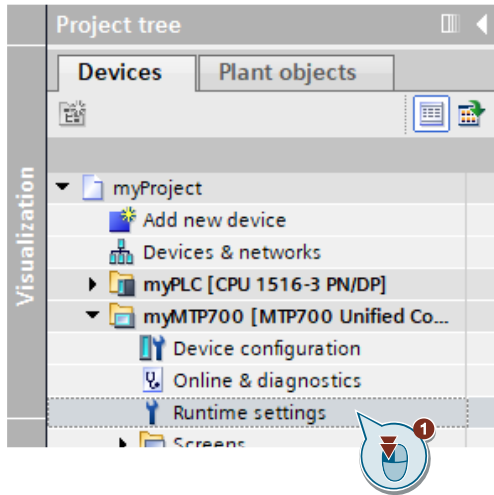 Project tree
Devices
Plant objects
Visualization
myProject
Add new device
Devices & networks
myPLC [CPU 1516-3 PN/DP]
myMTP700 [MTP700 Unified Co...
Device configuration
Online & diagnostics
Runtime settings
1
Screens